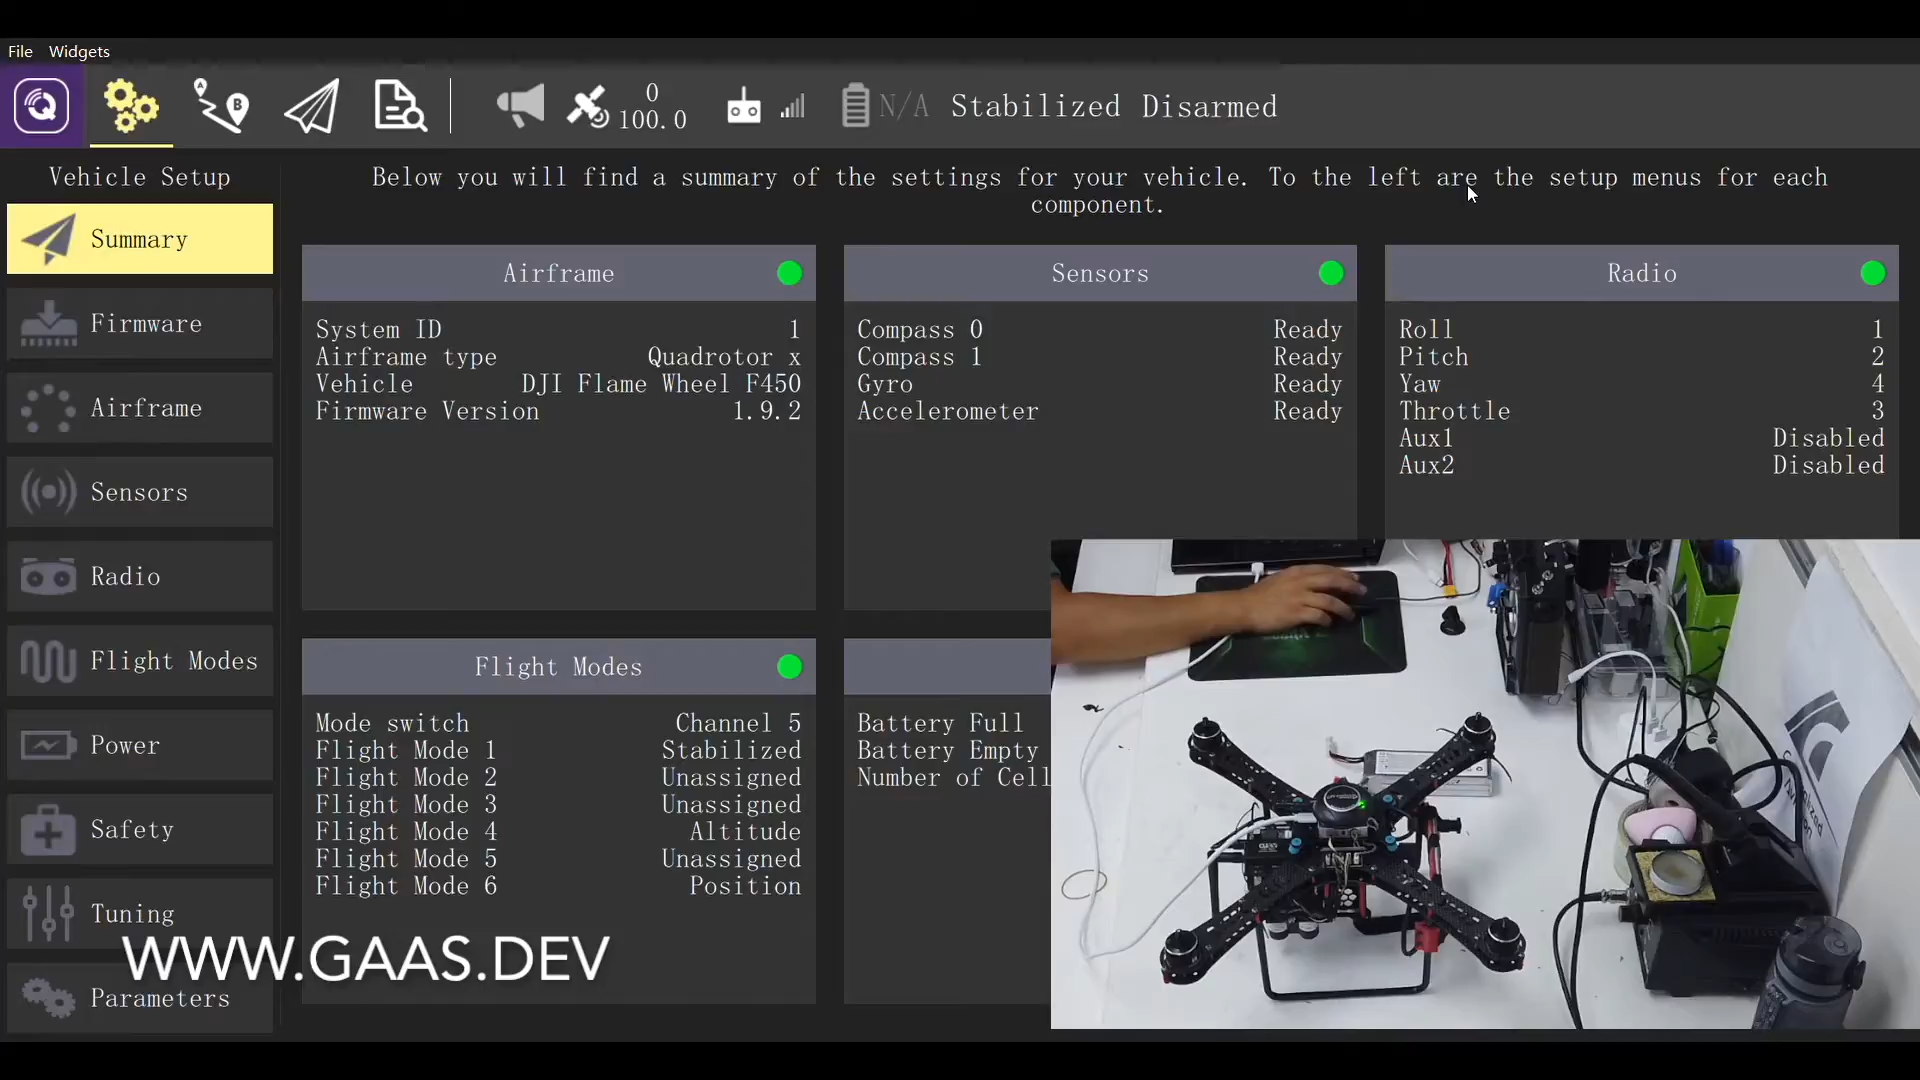 File Widgets
0
100.0
N/A Stabilized Disarmed
Vehicle Setup
Summary
Firmware
Airframe
Sensors
Radio
Flight Modes
Power
Safety
Tuning
Parameters
Below you will find a summary of the settings for your vehicle. To the left are the setup menus for each
component.
Airframe
System ID 1
Airframe type Quadrotor x
Vehicle DJI Flame Wheel F450
Firmware Version 1.9.2
Sensors
Compass 0 Ready
Compass 1 Ready
Gyro Ready
Accelerometer Ready
Radio
Roll 1
Pitch 2
Yaw 4
Throttle 3
Aux1 Disabled
Aux2 Disabled
Flight Modes
Mode switch Channel 5
Flight Mode 1 Stabilized
Flight Mode 2 Unassigned
Flight Mode 3 Unassigned
Flight Mode 4 Altitude
Flight Mode 5 Unassigned
Flight Mode 6 Position
Battery Full
Battery Empty
Number of Cell
WWW.GAAS.DEV